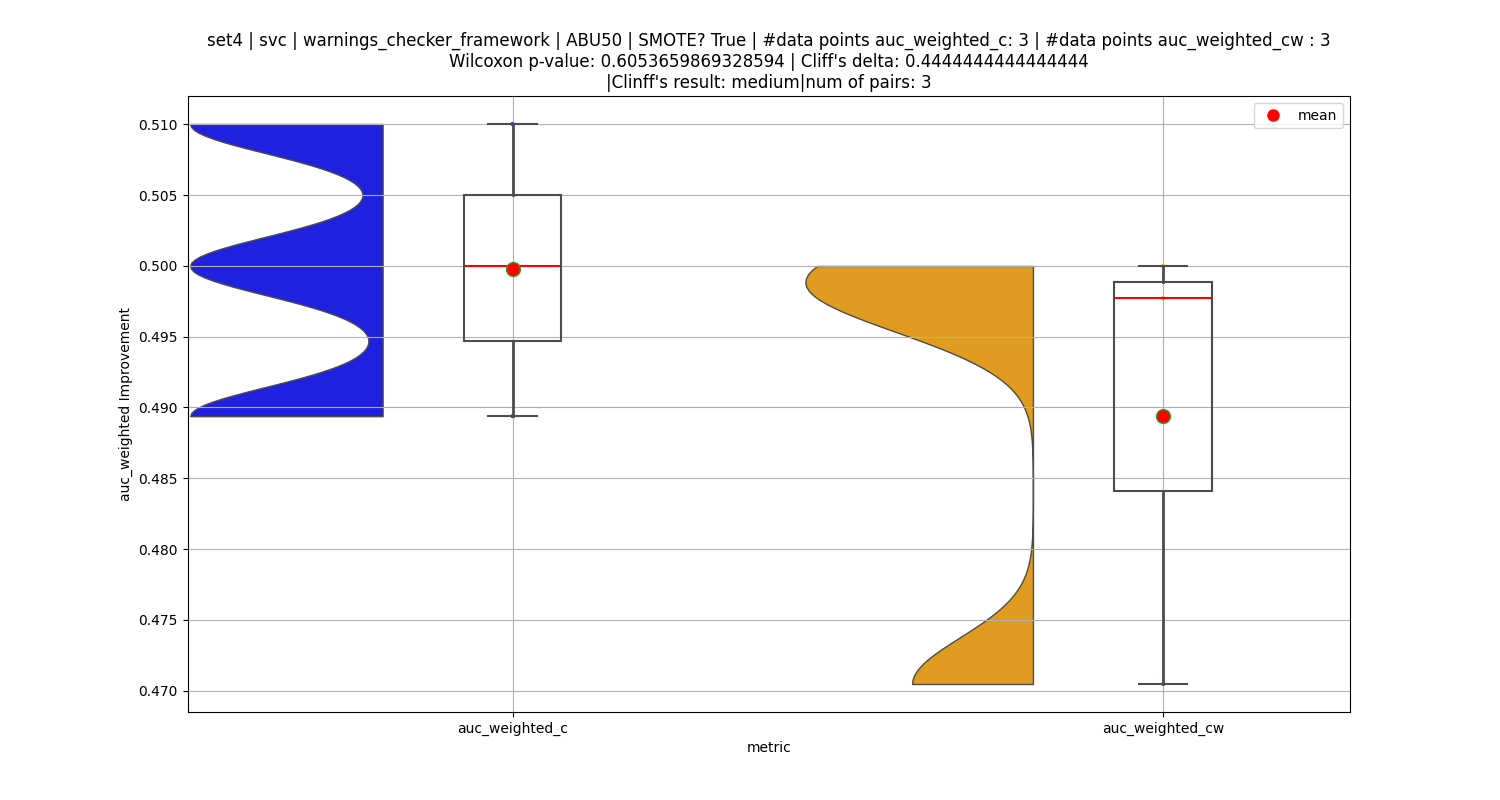 set4 | svc | warnings_checker_framework | ABU50 | SMOTE? True | #data points auc_weighted_c: 3 | #data points auc_weighted_cw : 3
Wilcoxon p-value: 0.6053659869328594 | Cliff's delta: 0.4444444444444444
|Clinff's result: medium|num of pairs: 3
mean
0.510
0.505
0.500
0.495
0.490
0.485
0.480
0.475
0.470
auc_weighted Improvement
auc_weighted_c
auc_weighted_cw
metric